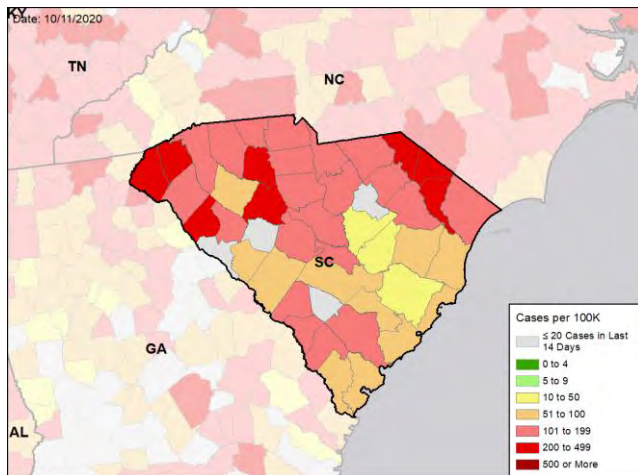 KY
Date: 10/11/2020
TN
NC
SC
GA
AL
Cases per 100K
≤ 20 Cases in Last
14 Days
0 to 4
5 to 9
10 to 50
51 to 100
101 to 199
200 to 499
500 or More